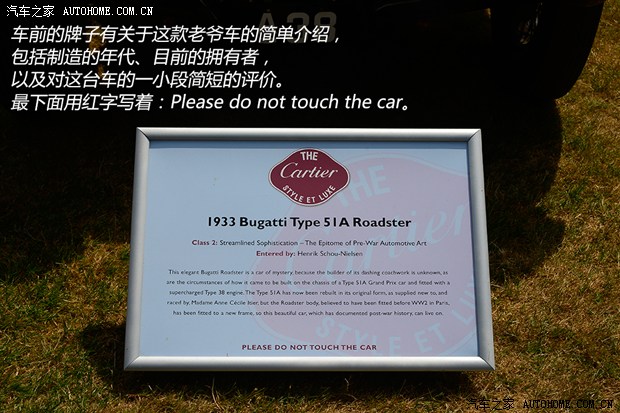 汽车之家 AUTOHOME.COM.CN
汽车之家 © WWW.AUTOHOME.COM.CN
车前的牌子有关于这款老爷车的简单介绍，
包括制造的年代、目前的拥有者，
以及对这台车的一小段简短的评价。
最下面用红字写着：Please do not touch the car。
THE
Cartier
STYLE ET LUXE
1933 Bugatti Type 51A Roadster
Class 2: Streamlined Sophistication – The Epitome of Pre-War Automotive Art
Entered by: Henrik Schou-Nielsen
This elegant Bugatti Roadster is a car of mystery, because the builder of its dashing coachwork is unknown, as
are the circumstances of how it came to be built on the chassis of a Type 51A Grand Prix car and fitted with a
supercharged Type 38 engine. The Type 51A has now been rebuilt in its original form, as supplied new to, and
raced by, Madame Anne Cécile Itier, but the Roadster body, believed to have been fitted before WW2 in Paris,
has been fitted to a new frame, so this beautiful car, which has documented post-war history, can live on.
PLEASE DO NOT TOUCH THE CAR
汽车之家 © WWW.AUTOHOME.COM.CN